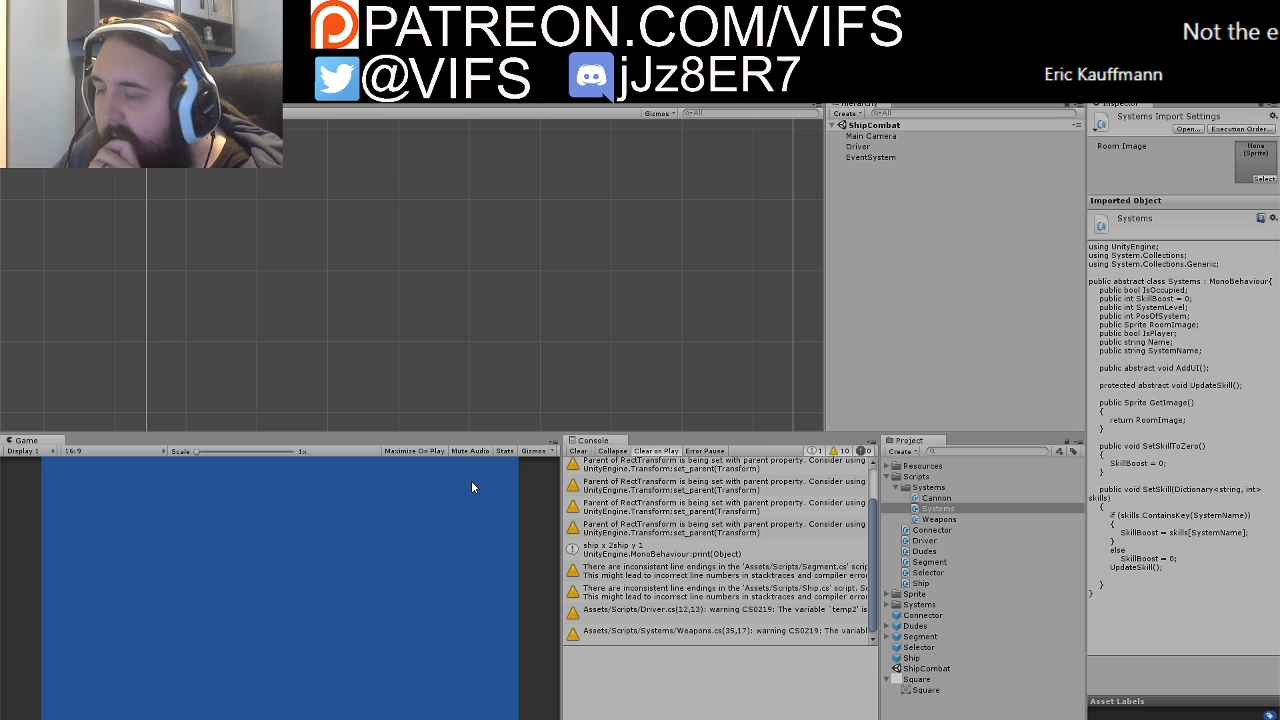 PATREON.COM/VIFS
@VIFS
jJz8ER7
Not the e
Eric Kauffmann
Gizmos
All
Hierarchy
Create
All
ShipCombat
Main Camera
Driver
EventSystem
Inspector
Systems Import Settings
Open...
Execution Order...
Room Image
None
(Sprite)
Select
Imported Object
Systems
using UnityEngine;
using System.Collections;
using System.Collections.Generic;
public abstract class Systems : MonoBehaviour{
public bool IsOccupied;
public int SkillBoost = 0;
public int SystemLevel;
public int PosOfSystem;
public Sprite RoomImage;
public bool IsPlayer;
public string Name;
public string SystemName;
public abstract void AddUI();
protected abstract void UpdateSkill();
public Sprite GetImage()
{
return RoomImage;
}
public void SetSkillToZero()
{
SkillBoost = 0;
}
public void SetSkill(Dictionary<string, int>
skills)
{
if (skills.ContainsKey(SystemName))
{
SkillBoost = skills[SystemName];
}
else
SkillBoost = 0;
UpdateSkill();
}
}
Asset Labels
Game
Display 1
16:9
Scale
1x
Maximize On Play
Mute Audio
Stats
Gizmos
Console
Clear
Collapse
Clear on Play
Error Pause
1
10
0
Parent of RectTransform is being set with parent property. Consider using
UnityEngine.Transform:set_parent(Transform)
Parent of RectTransform is being set with parent property. Consider using
UnityEngine.Transform:set_parent(Transform)
Parent of RectTransform is being set with parent property. Consider using
UnityEngine.Transform:set_parent(Transform)
Parent of RectTransform is being set with parent property. Consider using
UnityEngine.Transform:set_parent(Transform)
ship x 2ship y 1
UnityEngine.MonoBehaviour:print(Object)
There are inconsistent line endings in the 'Assets/Scripts/Segment.cs' scrip
This might lead to incorrect line numbers in stacktraces and compiler erro
There are inconsistent line endings in the 'Assets/Scripts/Ship.cs' script. S
This might lead to incorrect line numbers in stacktraces and compiler erro
Assets/Scripts/Driver.cs(12,13): warning CS0219: The variable `temp2' is
Assets/Scripts/Systems/Weapons.cs(35,17): warning CS0219: The variabl
Project
Create
Resources
Scripts
Systems
Cannon
Systems
Weapons
Connector
Driver
Dudes
Segment
Selector
Ship
Sprite
Systems
Connector
Dudes
Segment
Selector
Ship
ShipCombat
Square
Square